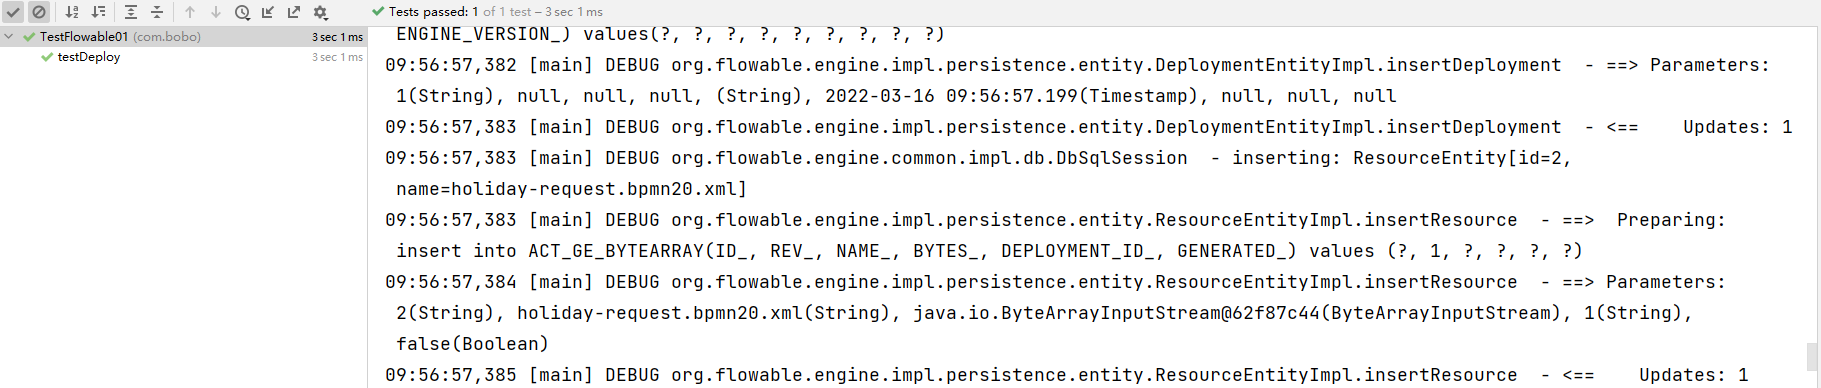 Tests passed: 1 of 1 test – 3 sec 1 ms
TestFlowable01 (com.bobo) 3 sec 1 ms
testDeploy 3 sec 1 ms
ENGINE_VERSION_) values(?, ?, ?, ?, ?, ?, ?, ?, ?)
09:56:57,382 [main] DEBUG org.flowable.engine.impl.persistence.entity.DeploymentEntityImpl.insertDeployment  - ==> Parameters:
1(String), null, null, null, (String), 2022-03-16 09:56:57.199(Timestamp), null, null, null
09:56:57,383 [main] DEBUG org.flowable.engine.impl.persistence.entity.DeploymentEntityImpl.insertDeployment  - <==    Updates: 1
09:56:57,383 [main] DEBUG org.flowable.engine.common.impl.db.DbSqlSession  - inserting: ResourceEntity[id=2,
name=holiday-request.bpmn20.xml]
09:56:57,383 [main] DEBUG org.flowable.engine.impl.persistence.entity.ResourceEntityImpl.insertResource  - ==>  Preparing:
insert into ACT_GE_BYTEARRAY(ID_, REV_, NAME_, BYTES_, DEPLOYMENT_ID_, GENERATED_) values (?, 1, ?, ?, ?, ?)
09:56:57,384 [main] DEBUG org.flowable.engine.impl.persistence.entity.ResourceEntityImpl.insertResource  - ==> Parameters:
2(String), holiday-request.bpmn20.xml(String), java.io.ByteArrayInputStream@62f87c44(ByteArrayInputStream), 1(String),
false(Boolean)
09:56:57,385 [main] DEBUG org.flowable.engine.impl.persistence.entity.ResourceEntityImpl.insertResource  - <==    Updates: 1